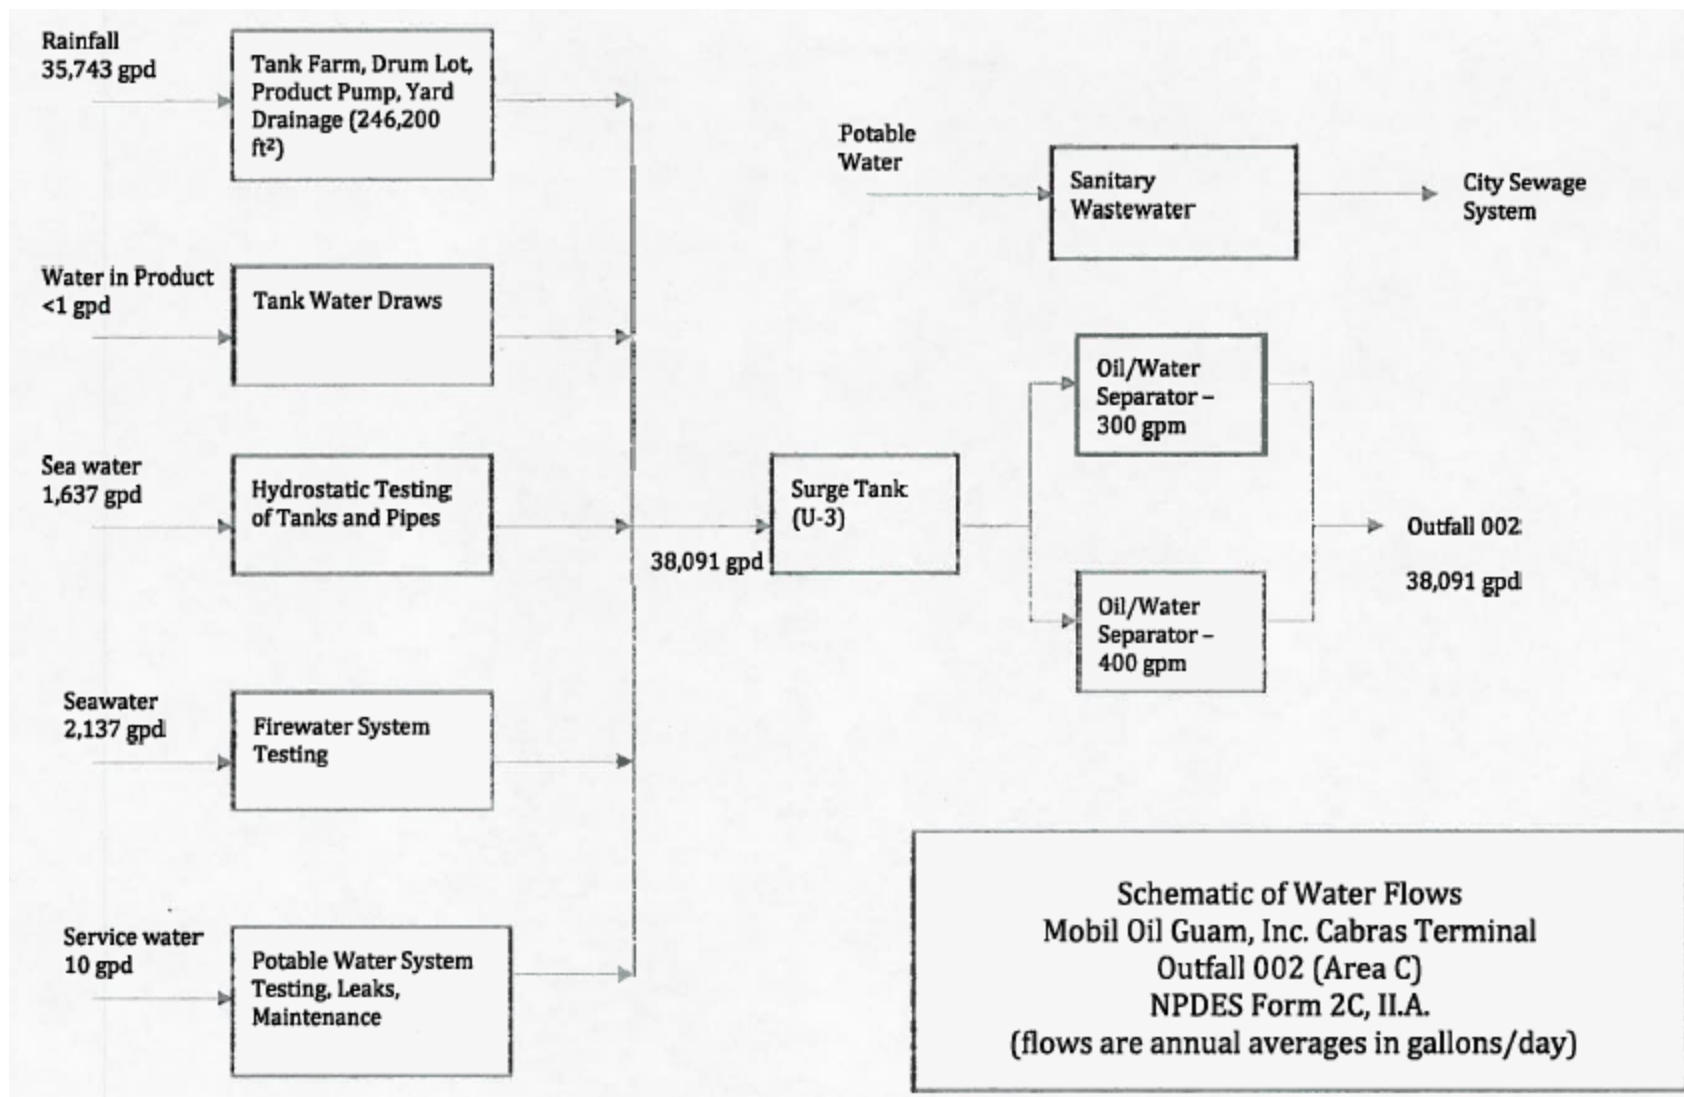 Rainfall
35,743 gpd
Tank Farm, Drum Lot,
Product Pump, Yard
Drainage (246,200
ft²)
Potable
Water
Sanitary
Wastewater
City Sewage
System
Water in Product
<1 gpd
Tank Water Draws
Oil/Water
Separator –
300 gpm
Sea water
1,637 gpd
Hydrostatic Testing
of Tanks and Pipes
38,091 gpd
Surge Tank
(U-3)
Outfall 002
38,091 gpd
Oil/Water
Separator –
400 gpm
Seawater
2,137 gpd
Firewater System
Testing
Service water
10 gpd
Potable Water System
Testing, Leaks,
Maintenance
Schematic of Water Flows
Mobil Oil Guam, Inc. Cabras Terminal
Outfall 002 (Area C)
NPDES Form 2C, II.A.
(flows are annual averages in gallons/day)